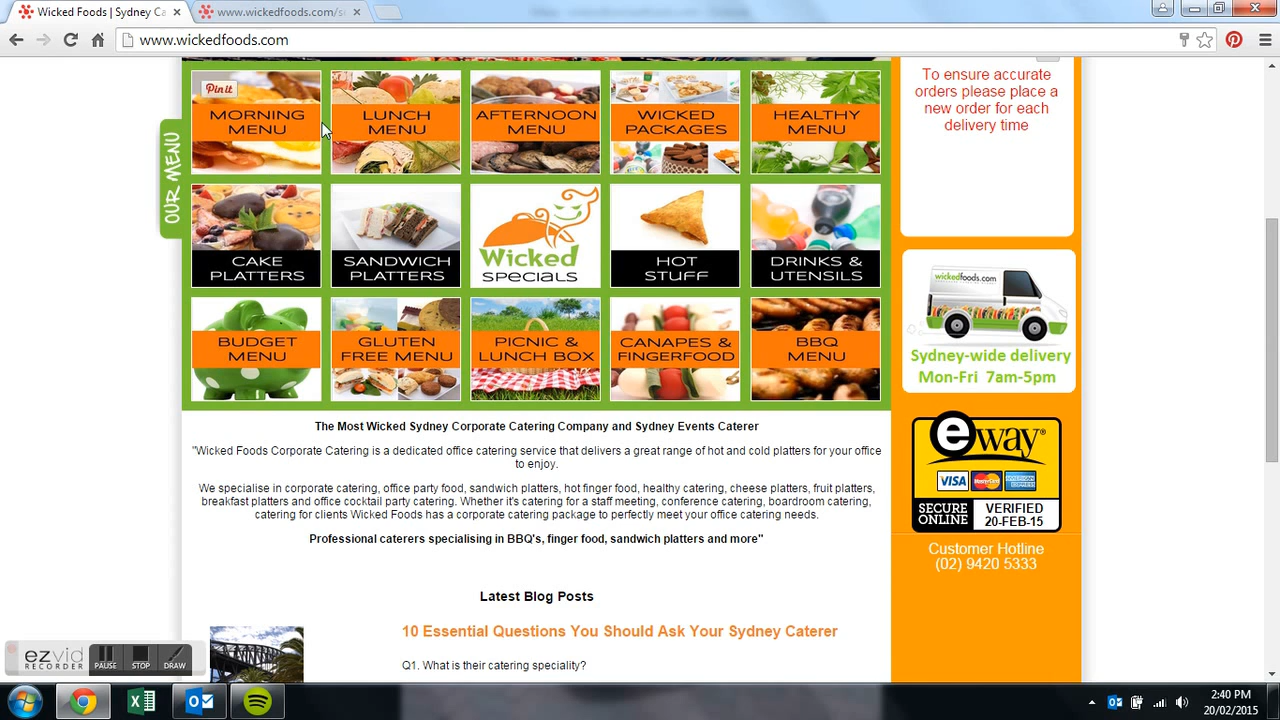 Wicked Foods | Sydney Ca
www.wickedfoods.com/s
www.wickedfoods.com
Pin it
MORNING
MENU
LUNCH
MENU
AFTERNOON
MENU
WICKED
PACKAGES
HEALTHY
MENU
OUR MENU
CAKE
PLATTERS
SANDWICH
PLATTERS
Wicked
SPECIALS
HOT
STUFF
DRINKS &
UTENSILS
BUDGET
MENU
GLUTEN
FREE MENU
PICNIC &
LUNCH BOX
CANAPES &
FINGERFOOD
BBQ
MENU
To ensure accurate
orders please place a
new order for each
delivery time
wickedfoods.com
Sydney-wide delivery
Mon-Fri 7am-5pm
eway®
VISA
MasterCard
SECURE
ONLINE
VERIFIED
20-FEB-15
Customer Hotline
(02) 9420 5333
The Most Wicked Sydney Corporate Catering Company and Sydney Events Caterer
"Wicked Foods Corporate Catering is a dedicated office catering service that delivers a great range of hot and cold platters for your office
to enjoy.
We specialise in corporate catering, office party food, sandwich platters, hot finger food, healthy catering, cheese platters, fruit platters,
breakfast platters and office cocktail party catering. Whether it's catering for a staff meeting, conference catering, boardroom catering,
catering for clients Wicked Foods has a corporate catering package to perfectly meet your office catering needs.
Professional caterers specialising in BBQ's, finger food, sandwich platters and more"
Latest Blog Posts
10 Essential Questions You Should Ask Your Sydney Caterer
Q1. What is their catering speciality?
ezvid
RECORDER
PAUSE
STOP
DRAW
2:40 PM
20/02/2015